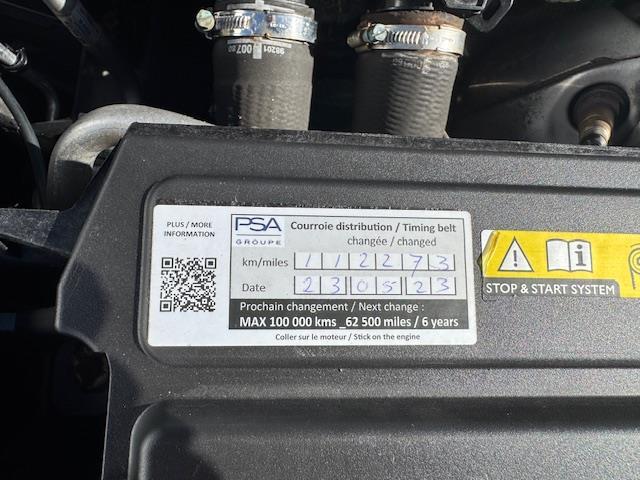 98201
00780
PLUS / MORE
INFORMATION
PSA
GROUPE
Courroie distribution / Timing belt
changée / changed
km/miles 112273
Date 230523
Prochain changement / Next change :
MAX 100 000 kms _62 500 miles / 6 years
Coller sur le moteur / Stick on the engine
STOP & START SYSTEM